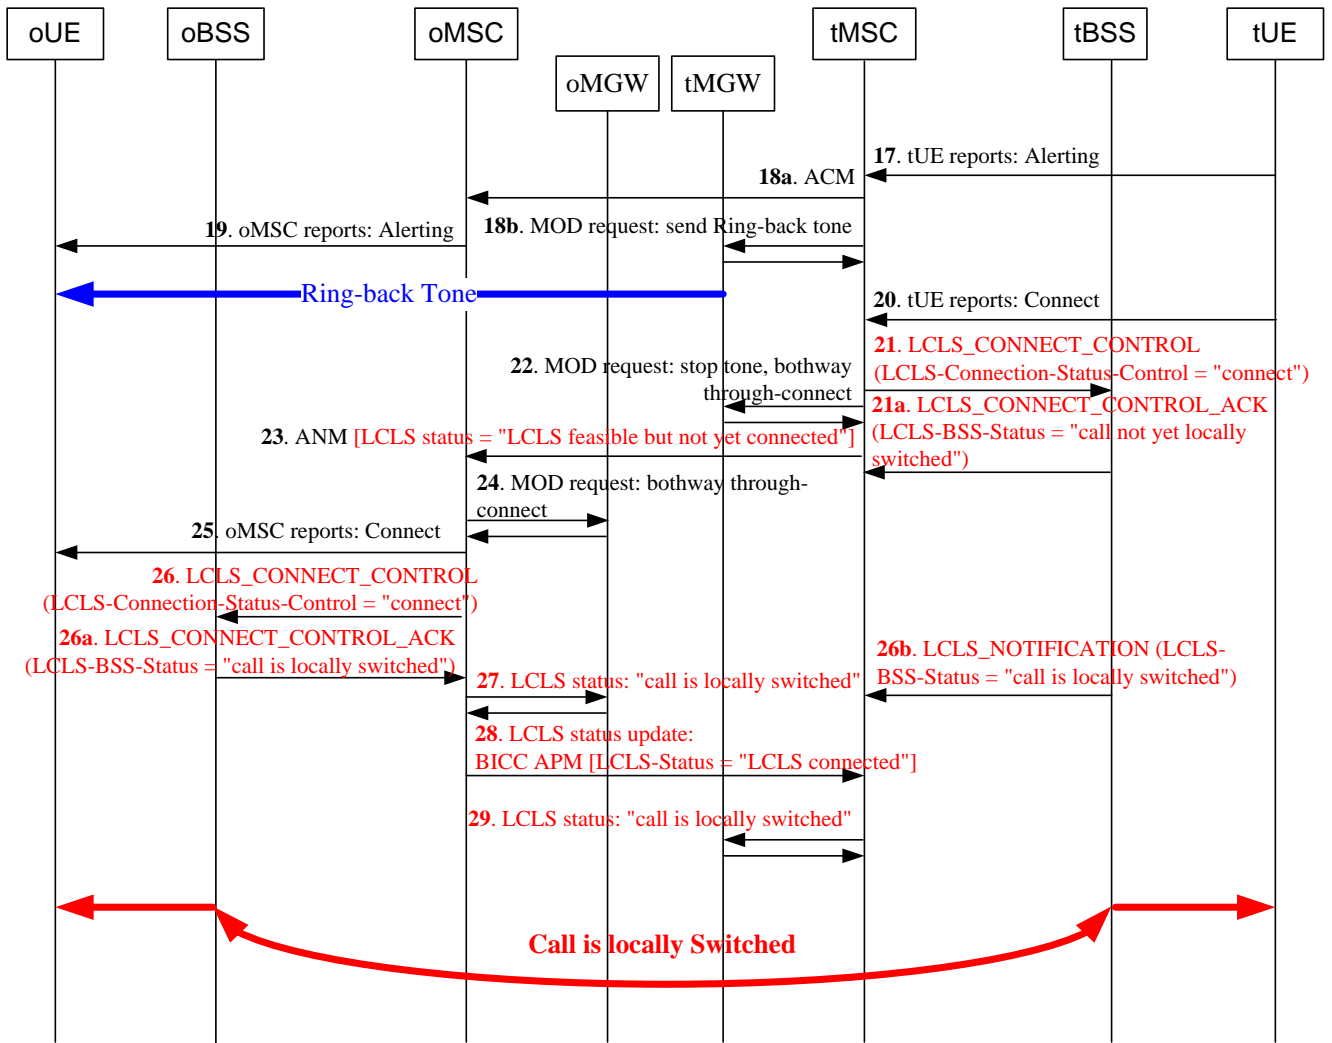 oUE
oBSS
oMSC
tMSC
tBSS
tUE
oMGW
tMGW
17. tUE reports: Alerting
18a. ACM
18b. MOD request: send Ring-back tone
19. oMSC reports: Alerting
Ring-back Tone
20. tUE reports: Connect
21. LCLS_CONNECT_CONTROL
(LCLS-Connection-Status-Control = "connect")
22. MOD request: stop tone, bothway
through-connect
21a. LCLS_CONNECT_CONTROL_ACK
(LCLS-BSS-Status = "call not yet locally
switched")
23. ANM [LCLS status = "LCLS feasible but not yet connected"]
24. MOD request: bothway through-
connect
25. oMSC reports: Connect
26. LCLS_CONNECT_CONTROL
(LCLS-Connection-Status-Control = "connect")
26a. LCLS_CONNECT_CONTROL_ACK
(LCLS-BSS-Status = "call is locally switched")
26b. LCLS_NOTIFICATION (LCLS-
BSS-Status = "call is locally switched")
27. LCLS status: "call is locally switched"
28. LCLS status update:
BICC APM [LCLS-Status = "LCLS connected"]
29. LCLS status: "call is locally switched"
Call is locally Switched